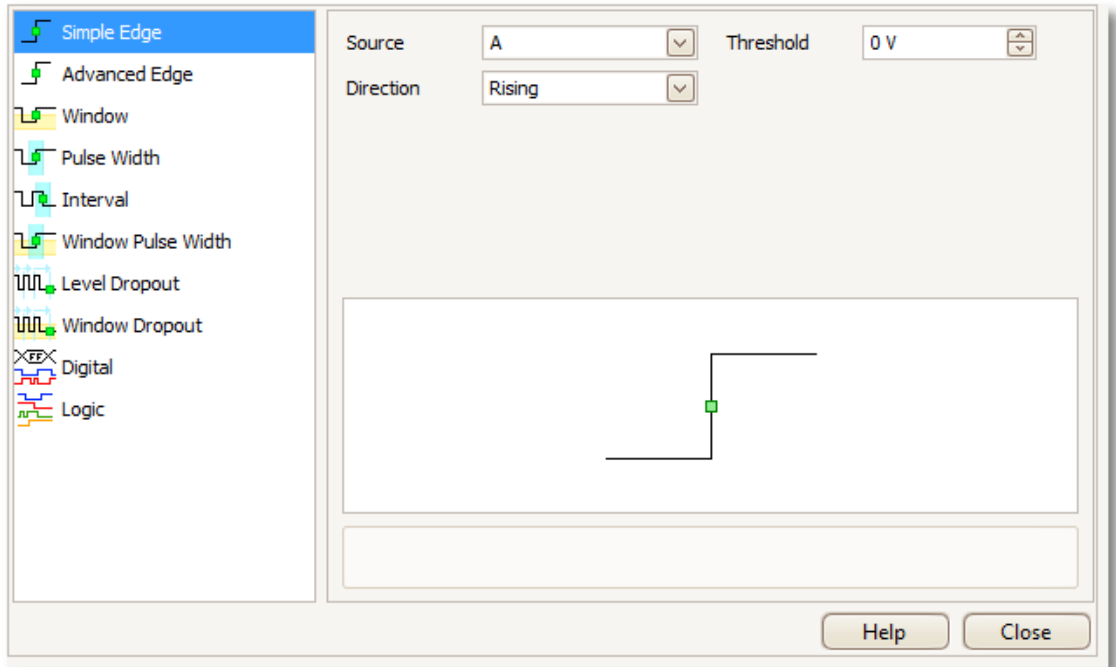 Simple Edge
Advanced Edge
Window
Pulse Width
Interval
Window Pulse Width
Level Dropout
Window Dropout
FF
Digital
Logic
Source A Threshold 0 V
Direction Rising
Help Close